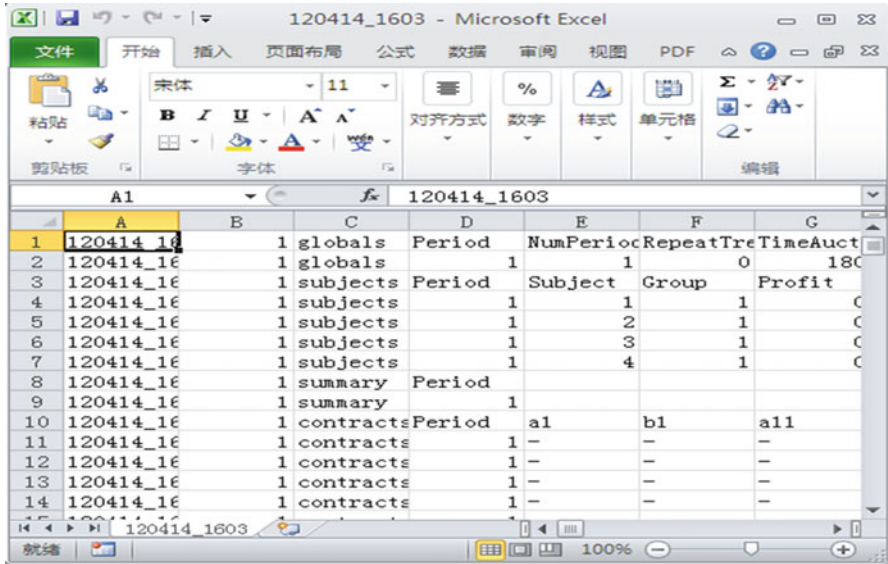 120414_1603 - Microsoft Excel
文件 开始 插入 页面布局 公式 数据 审阅 视图 PDF
宋体 11
粘贴 B I U A A 对齐方式 数字 样式 单元格
剪贴板 字体 编辑
A1 fx 120414_1603
A B C D E F G
1 120414_16 1 globals Period NumPerioc RepeatTre TimeAuct
2 120414_16 1 globals 1 1 0 180
3 120414_16 1 subjects Period Subject Group Profit
4 120414_16 1 subjects 1 1 1 0
5 120414_16 1 subjects 1 2 1 0
6 120414_16 1 subjects 1 3 1 0
7 120414_16 1 subjects 1 4 1 0
8 120414_16 1 summary Period
9 120414_16 1 summary 1
10 120414_16 1 contracts Period a1 b1 a11
11 120414_16 1 contracts 1 – – –
12 120414_16 1 contracts 1 – – –
13 120414_16 1 contracts 1 – – –
14 120414_16 1 contracts 1 – – –
120414_1603
就绪 100%